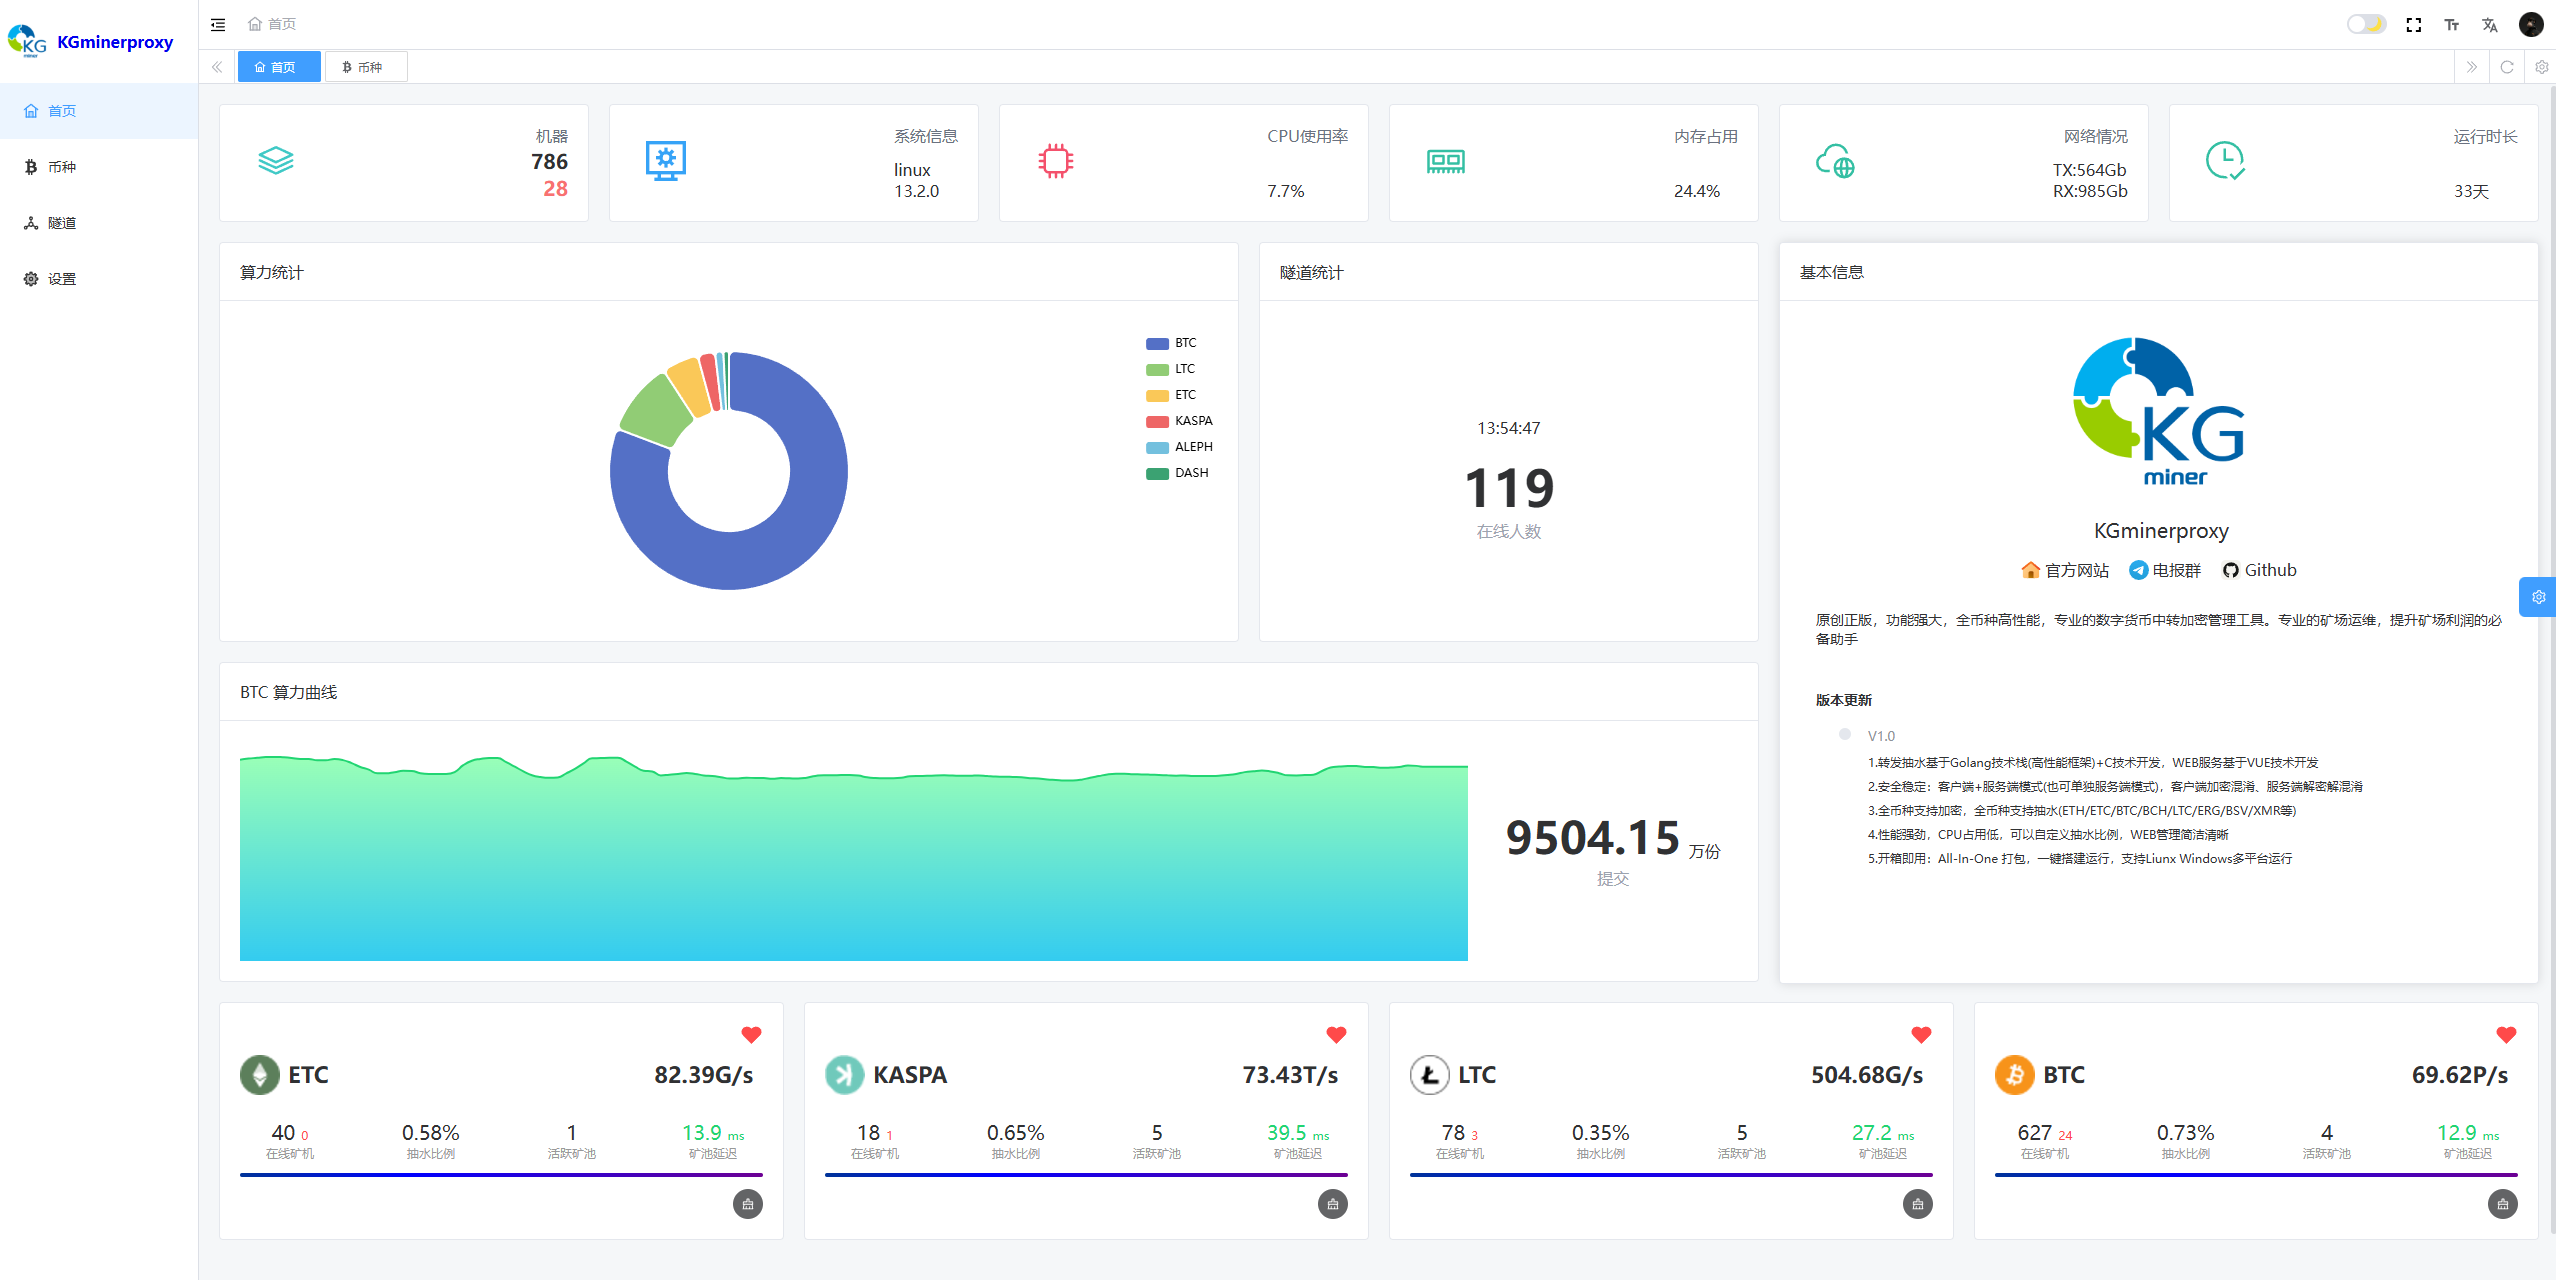 KG
miner
KGminerproxy
首页
首页
币种
首页
币种
隧道
设置
机器
786
28
系统信息
linux
13.2.0
CPU使用率
7.7%
内存占用
24.4%
网络情况
TX:564Gb
RX:985Gb
运行时长
33天
算力统计
BTC
LTC
ETC
KASPA
ALEPH
DASH
隧道统计
13:54:47
119
在线人数
基本信息
KG
miner
KGminerproxy
官方网站 电报群 Github
原创正版，功能强大，全币种高性能，专业的数字货币中转加密管理工具。专业的矿场运维，提升矿场利润的必
备助手
版本更新
V1.0
1.转发抽水基于Golang技术栈(高性能框架)+C技术开发，WEB服务基于VUE技术开发
2.安全稳定：客户端+服务端模式(也可单独服务端模式)，客户端加密混淆、服务端解密解混淆
3.全币种支持加密，全币种支持抽水(ETH/ETC/BTC/BCH/LTC/ERG/BSV/XMR等)
4.性能强劲，CPU占用低，可以自定义抽水比例，WEB管理简洁清晰
5.开箱即用：All-In-One 打包，一键搭建运行，支持Liunx Windows多平台运行
BTC 算力曲线
9504.15 万份
提交
ETC 82.39G/s
40 0 0.58% 1 13.9 ms
在线矿机 抽水比例 活跃矿池 矿池延迟
KASPA 73.43T/s
18 1 0.65% 5 39.5 ms
在线矿机 抽水比例 活跃矿池 矿池延迟
LTC 504.68G/s
78 3 0.35% 5 27.2 ms
在线矿机 抽水比例 活跃矿池 矿池延迟
BTC 69.62P/s
627 24 0.73% 4 12.9 ms
在线矿机 抽水比例 活跃矿池 矿池延迟